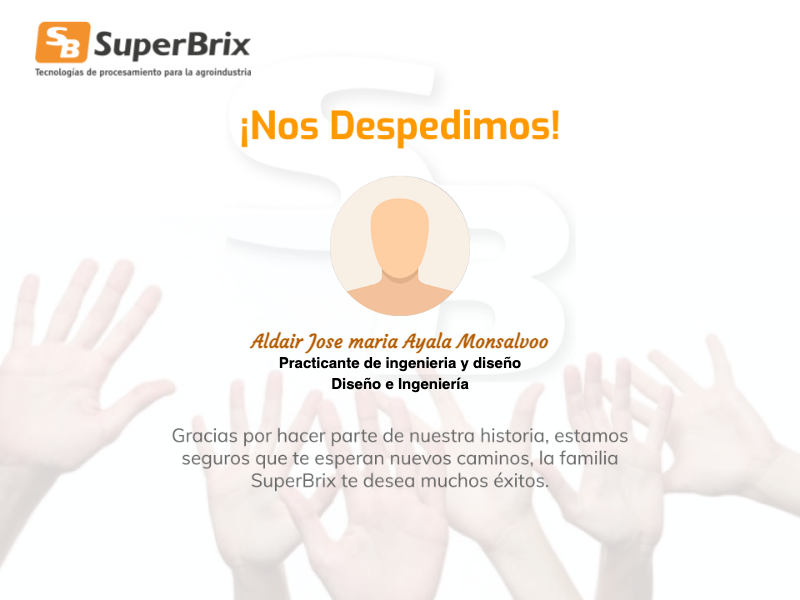 SB SuperBrix
Tecnologías de procesamiento para la agroindustria
¡Nos Despedimos!
SB
Aldair Jose maria Ayala Monsalvoo
Practicante de ingenieria y diseño
Diseño e Ingeniería
Gracias por hacer parte de nuestra historia, estamos
seguros que te esperan nuevos caminos, la familia
SuperBrix te desea muchos éxitos.